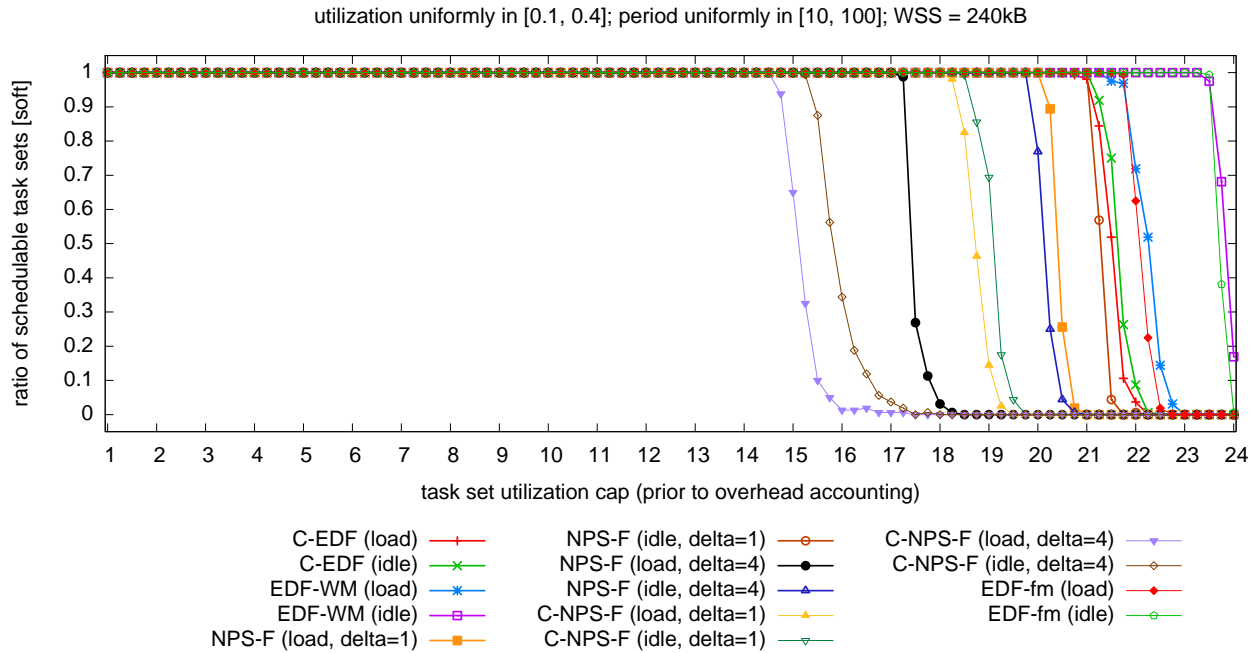 utilization uniformly in [0.1, 0.4]; period uniformly in [10, 100]; WSS = 240kB
ratio of schedulable task sets [soft]
1
0.9
0.8
0.7
0.6
0.5
0.4
0.3
0.2
0.1
0
1 2 3 4 5 6 7 8 9 10 11 12 13 14 15 16 17 18 19 20 21 22 23 24
task set utilization cap (prior to overhead accounting)
C-EDF (load)
C-EDF (idle)
EDF-WM (load)
EDF-WM (idle)
NPS-F (load, delta=1)
NPS-F (idle, delta=1)
NPS-F (load, delta=4)
NPS-F (idle, delta=4)
C-NPS-F (load, delta=1)
C-NPS-F (idle, delta=1)
C-NPS-F (load, delta=4)
C-NPS-F (idle, delta=4)
EDF-fm (load)
EDF-fm (idle)